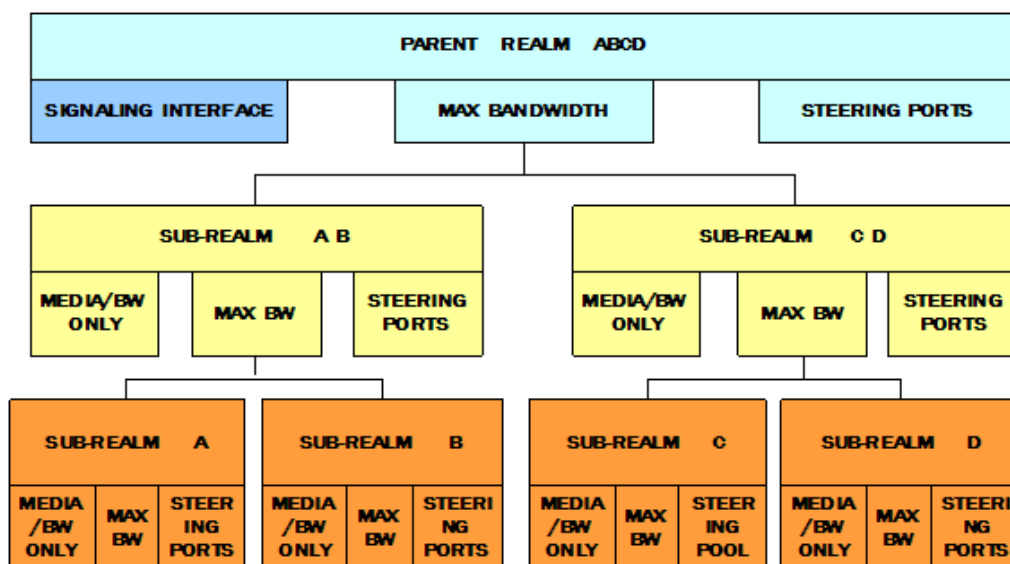 PARENT REALM ABCD
SIGNALING INTERFACE
MAX BANDWIDTH
STEERING PORTS
SUB-REALM A B
SUB-REALM C D
MEDIA/BW
ONLY
MAX BW
STEERING
PORTS
MEDIA/BW
ONLY
MAX BW
STEERING
PORTS
SUB-REALM A
SUB-REALM B
SUB-REALM C
SUB-REALM D
MEDIA
/BW
ONLY
MAX
BW
STEER
ING
PORTS
MEDIA
/BW
ONLY
MAX
BW
STEERI
NG
PORTS
MEDIA
/BW
ONLY
MAX
BW
STEER
ING
POOL
MEDIA
/BW
ONLY
MAX
BW
STEERI
NG
PORTS